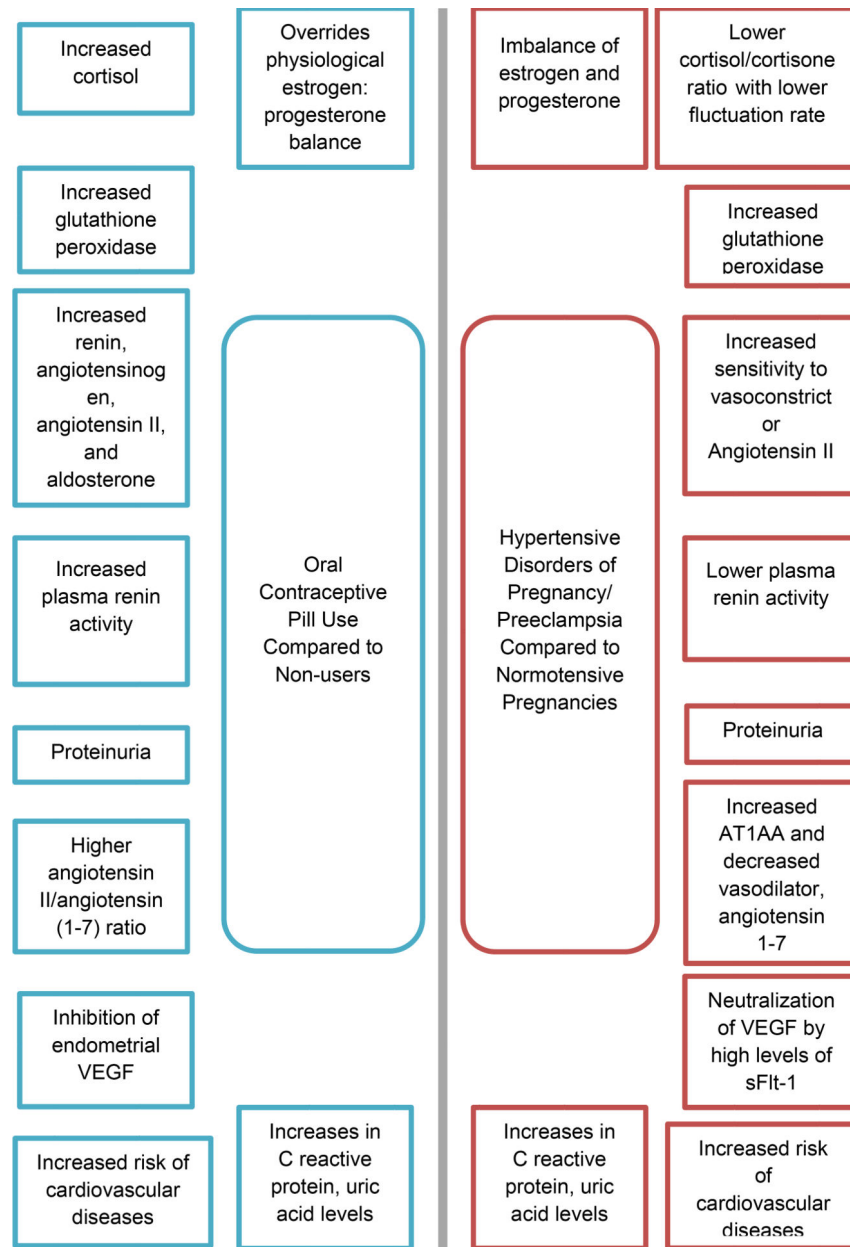 Increased
cortisol
Overrides
physiological
estrogen:
progesterone
balance
Imbalance of
estrogen and
progesterone
Lower
cortisol/cortisone
ratio with lower
fluctuation rate
Increased
glutathione
peroxidase
Increased
glutathione
peroxidase
Increased
renin,
angiotensinog
en,
angiotensin II,
and
aldosterone
Increased
sensitivity to
vasoconstrict
or
Angiotensin II
Increased
plasma renin
activity
Oral
Contraceptive
Pill Use
Compared to
Non-users
Hypertensive
Disorders of
Pregnancy/
Preeclampsia
Compared to
Normotensive
Pregnancies
Lower plasma
renin activity
Proteinuria
Proteinuria
Higher
angiotensin
II/angiotensin
(1-7) ratio
Increased
AT1AA and
decreased
vasodilator,
angiotensin
1-7
Inhibition of
endometrial
VEGF
Neutralization
of VEGF by
high levels of
sFlt-1
Increased risk of
cardiovascular
diseases
Increases in
C reactive
protein, uric
acid levels
Increases in
C reactive
protein, uric
acid levels
Increased risk
of
cardiovascular
diseases